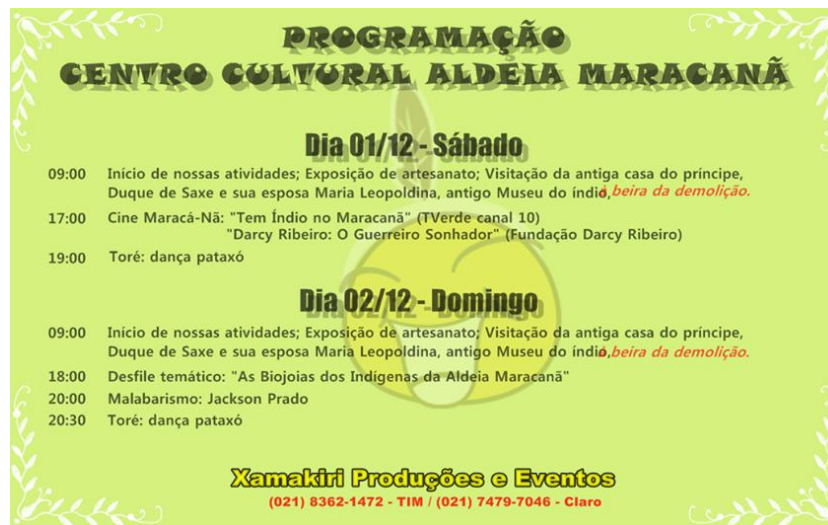 PROGRAMAÇÃO
CENTRO CULTURAL ALDEIA MARACANÃ
Dia 01/12 - Sábado
09:00 Início de nossas atividades; Exposição de artesanato; Visitação da antiga casa do príncipe,
Duque de Saxe e sua esposa Maria Leopoldina, antigo Museu do índio, à beira da demolição.
17:00 Cine Maracá-Nã: "Tem Índio no Maracanã" (TVerde canal 10)
"Darcy Ribeiro: O Guerreiro Sonhador" (Fundação Darcy Ribeiro)
19:00 Toré: dança pataxó
Dia 02/12 - Domingo
09:00 Início de nossas atividades; Exposição de artesanato; Visitação da antiga casa do príncipe,
Duque de Saxe e sua esposa Maria Leopoldina, antigo Museu do índio, à beira da demolição.
18:00 Desfile temático: "As Biojoias dos Indígenas da Aldeia Maracanã"
20:00 Malabarismo: Jackson Prado
20:30 Toré: dança pataxó
Xamakiri Produções e Eventos
(021) 8362-1472 - TIM / (021) 7479-7046 - Claro